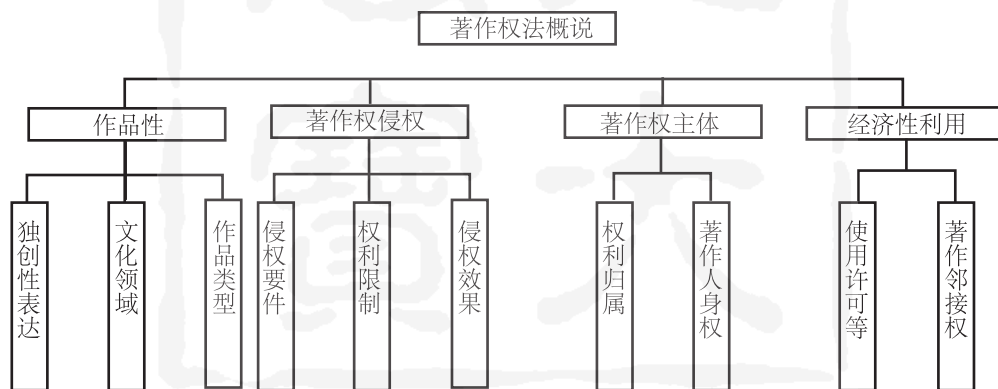 著作权法概说
作品性
著作权侵权
著作权主体
经济性利用
独创性表达
文化领域
作品类型
侵权要件
权利限制
侵权效果
权利归属
著作人身权
使用许可等
著作邻接权